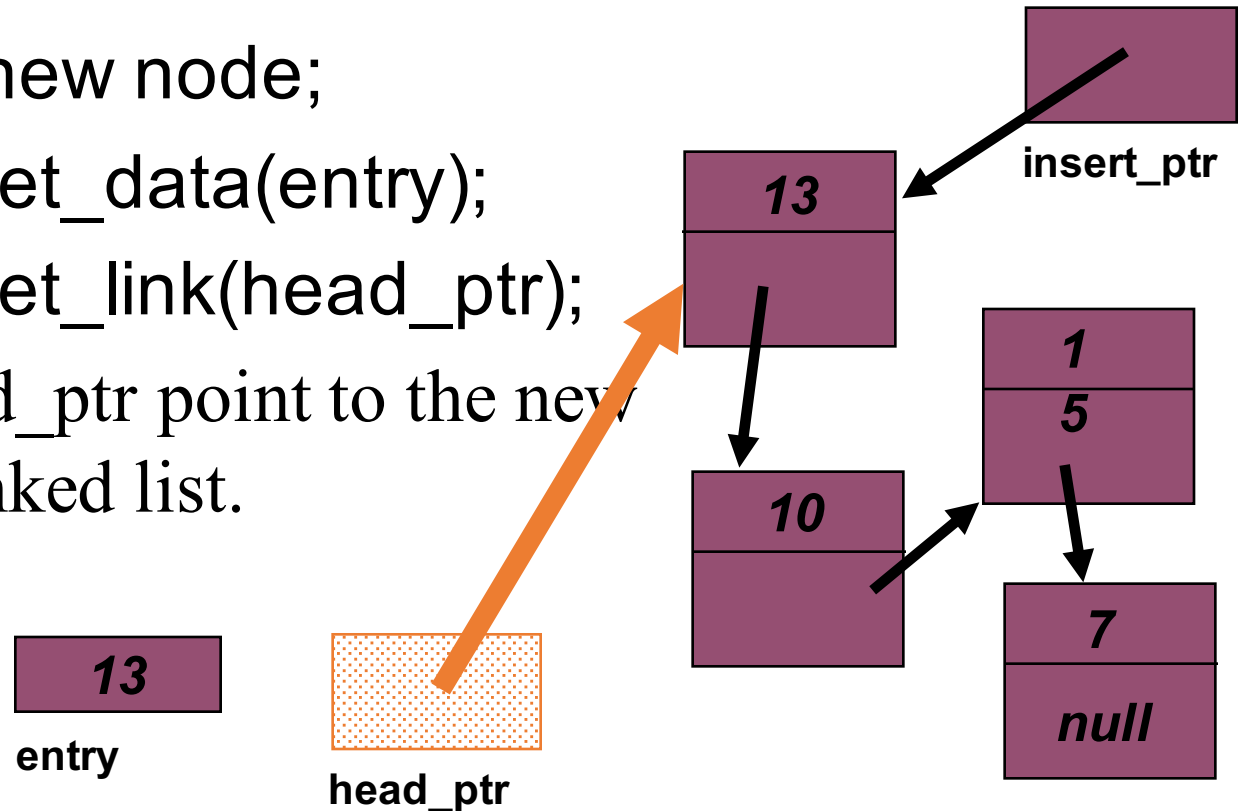 new node;
et_data(entry);
et_link(head_ptr);
d_ptr point to the new
nked list.
insert_ptr
13
1
5
10
7
null
13
entry
head_ptr